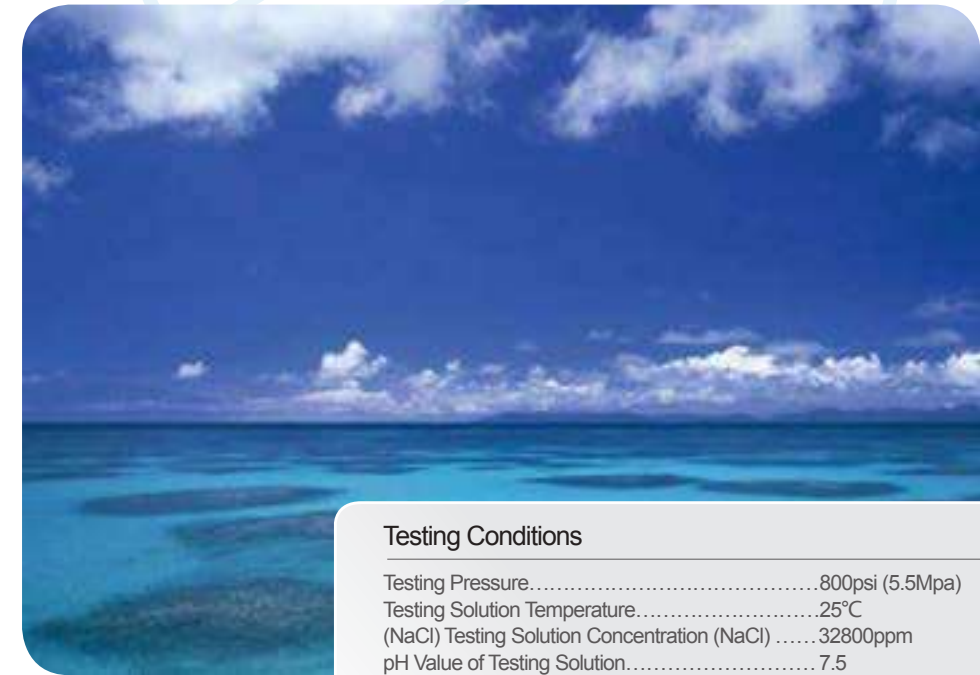 Testing Conditions
Testing Pressure..........................................800psi (5.5Mpa)
Testing Solution Temperature...........................25℃
(NaCl) Testing Solution Concentration (NaCl) ......32800ppm
pH Value of Testing Solution............................7.5